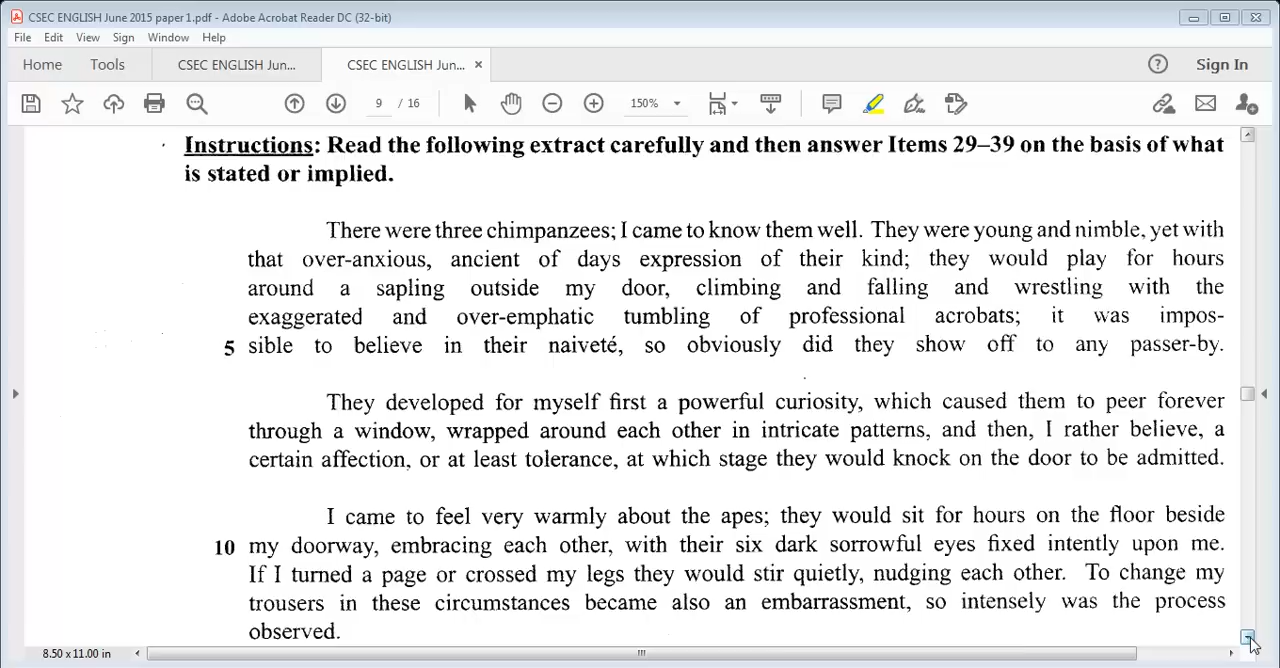 CSEC ENGLISH June 2015 paper 1.pdf - Adobe Acrobat Reader DC (32-bit)
File Edit View Sign Window Help
Home Tools CSEC ENGLISH Jun... CSEC ENGLISH Jun... × Sign In
9 / 16 150%
Instructions: Read the following extract carefully and then answer Items 29–39 on the basis of what
is stated or implied.
There were three chimpanzees; I came to know them well. They were young and nimble, yet with
that over-anxious, ancient of days expression of their kind; they would play for hours
around a sapling outside my door, climbing and falling and wrestling with the
exaggerated and over-emphatic tumbling of professional acrobats; it was impos-
5 sible to believe in their naiveté, so obviously did they show off to any passer-by.
They developed for myself first a powerful curiosity, which caused them to peer forever
through a window, wrapped around each other in intricate patterns, and then, I rather believe, a
certain affection, or at least tolerance, at which stage they would knock on the door to be admitted.
I came to feel very warmly about the apes; they would sit for hours on the floor beside
10 my doorway, embracing each other, with their six dark sorrowful eyes fixed intently upon me.
If I turned a page or crossed my legs they would stir quietly, nudging each other. To change my
trousers in these circumstances became also an embarrassment, so intensely was the process
observed.
8.50 x 11.00 in